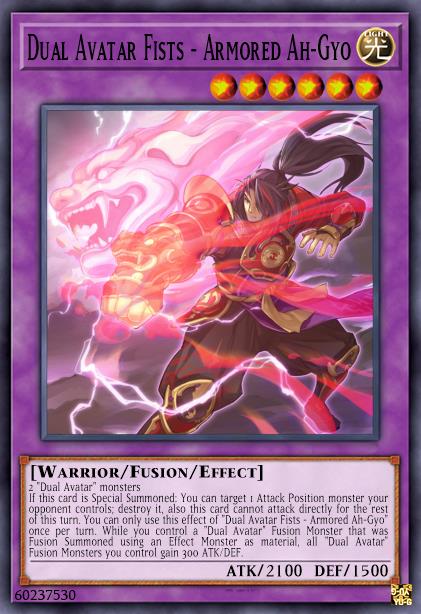 DUAL AVATAR FISTS - ARMORED AH-GYO
LIGHT
光
[WARRIOR/FUSION/EFFECT]
2 "Dual Avatar" monsters
If this card is Special Summoned: You can target 1 Attack Position monster your
opponent controls; destroy it, also this card cannot attack directly for the rest
of this turn. You can only use this effect of "Dual Avatar Fists - Armored Ah-Gyo"
once per turn. While you control a "Dual Avatar" Fusion Monster that was
Fusion Summoned using an Effect Monster as material, all "Dual Avatar"
Fusion Monsters you control gain 300 ATK/DEF.
ATK/2100 DEF/1500
60237530